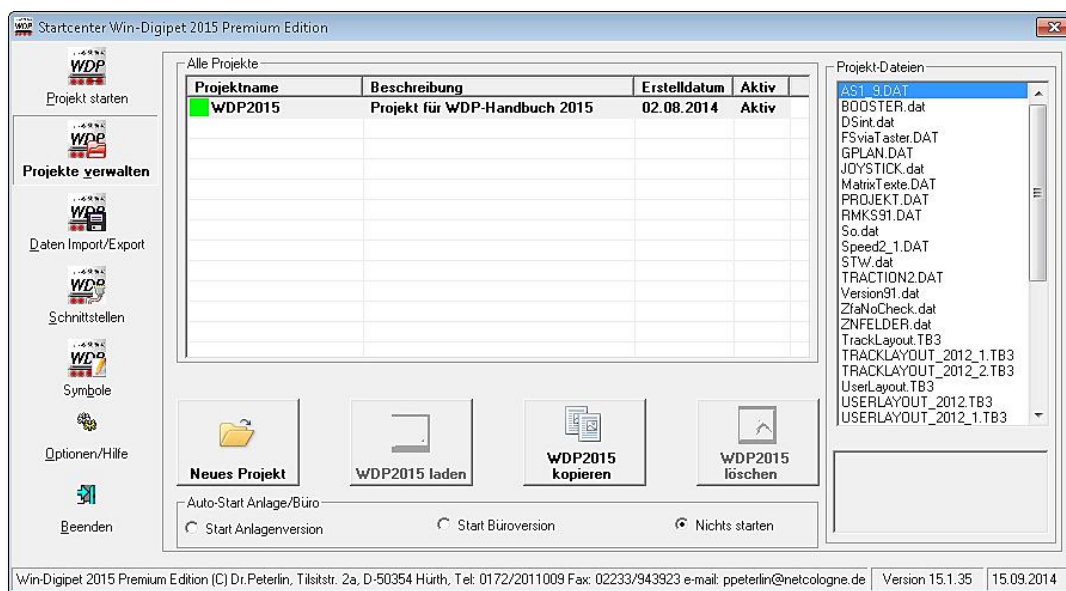 Startcenter Win-Digipet 2015 Premium Edition
WDP
Projekt starten
WDP
Projekte verwalten
WDP
Daten Import/Export
WDP
Schnittstellen
WDP
Symbole
Optionen/Hilfe
Beenden
Alle Projekte
Projektname Beschreibung Erstelldatum Aktiv
WDP2015 Projekt für WDP-Handbuch 2015 02.08.2014 Aktiv
Neues Projekt
WDP2015 laden
WDP2015
kopieren
WDP2015
löschen
Auto-Start Anlage/Büro
Start Anlagenversion
Start Büroversion
Nichts starten
Projekt-Dateien
AS1_9.DAT
BOOSTER.dat
DSint.dat
FSviaTaster.DAT
GPLAN.DAT
JOYSTICK.dat
MatrixTexte.DAT
PROJEKT.DAT
RMKS91.DAT
So.dat
Speed2_1.DAT
STW.dat
TRACTION2.DAT
Version91.dat
ZfaNoCheck.dat
ZNFELDER.dat
TrackLayout.TB3
TRACKLAYOUT_2012_1.TB3
TRACKLAYOUT_2012_2.TB3
UserLayout.TB3
USERLAYOUT_2012.TB3
USERLAYOUT_2012_1.TB3
Win-Digipet 2015 Premium Edition (C) Dr.Peterlin, Tilsitstr. 2a, D-50354 Hürth, Tel: 0172/2011009 Fax: 02233/943923 e-mail: ppeterlin@netcologne.de Version 15.1.35 15.09.2014